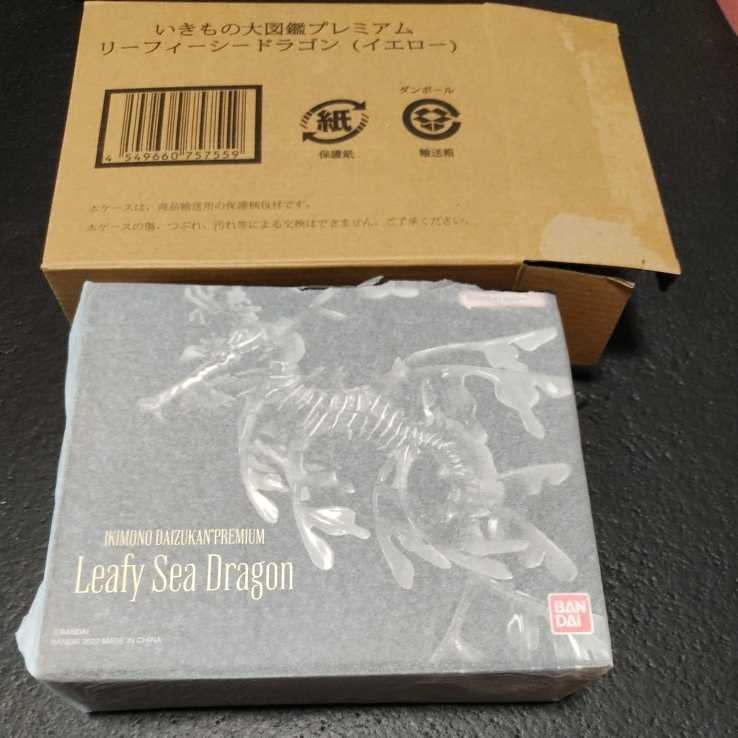 いきもの大図鑑プレミアム
リーフィーシードラゴン (イエロー)
ダンボール
紙
4 549660 757559
保護紙
輸送箱
本ケースは、商品輸送用の保護梱包材です。
本ケースの傷、つぶれ、汚れ等による交換はできません。ご了承ください。
IKIMONO DAIZUKAN PREMIUM
Leafy Sea Dragon
BAN
DAI
©BANDAI
BANDAI 2022 MADE IN CHINA